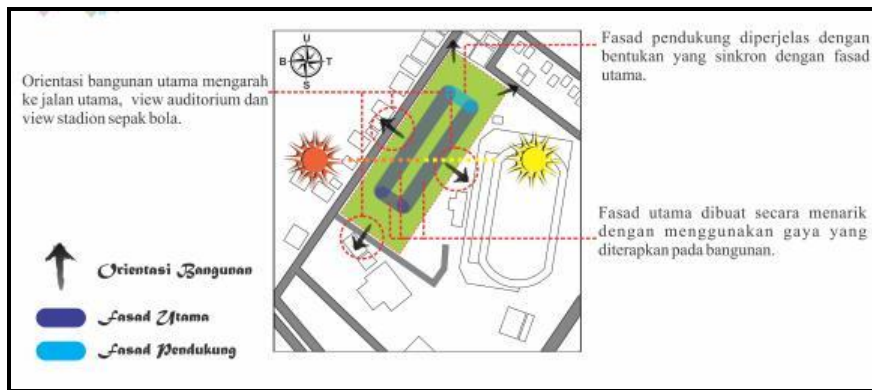 Orientasi bangunan utama mengarah
ke jalan utama, view auditorium dan
view stadion sepak bola.
U
B
T
S
Fasad pendukung diperjelas dengan
bentukan yang sinkron dengan fasad
utama.
Fasad utama dibuat secara menarik
dengan menggunakan gaya yang
diterapkan pada bangunan.
Orientasi Bangunan
Fasad Utama
Fasad Pendukung